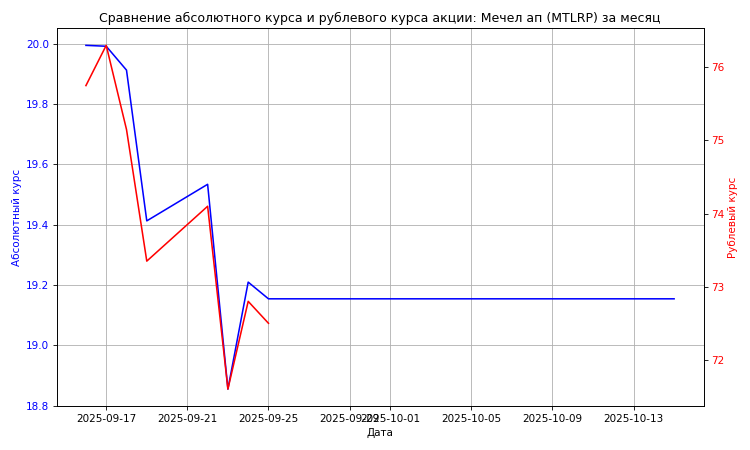 Сравнение абсолютного курса и рублевого курса акции: Мечел ап (MTLRP) за месяц
20.0
19.8
19.6
19.4
19.2
19.0
18.8
Абсолютный курс
76
75
74
73
72
Рублевый курс
2025-09-17 2025-09-21 2025-09-25 2025-09-29 2025-10-01 2025-10-05 2025-10-09 2025-10-13
Дата